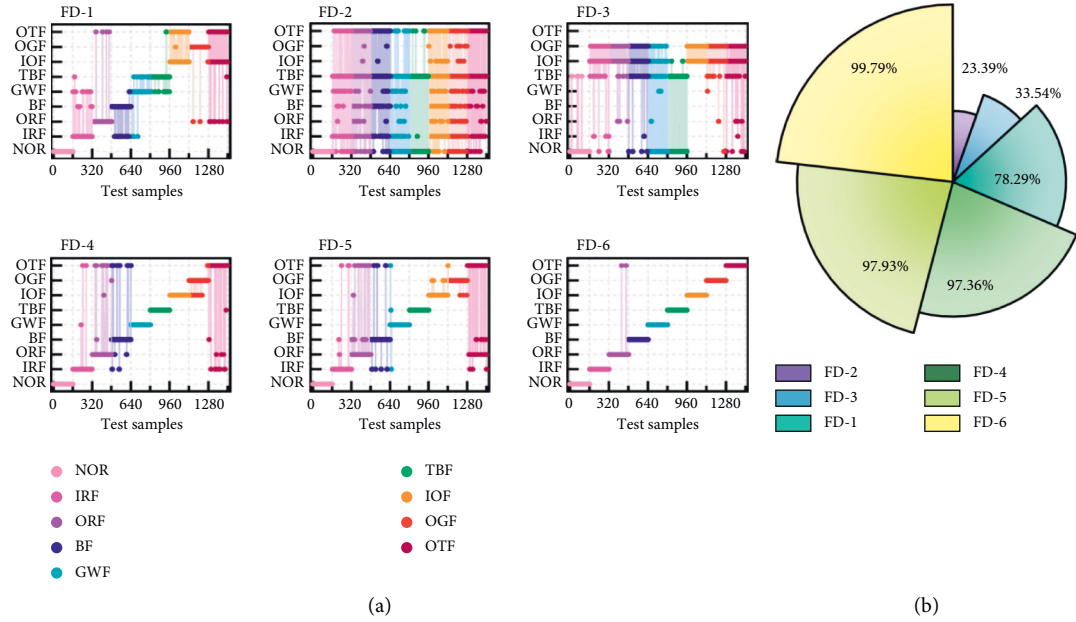 FD-1
OTF
OGF
IOF
TBF
GWF
BF
ORF
IRF
NOR
0 320 640 960 1280
Test samples
FD-2
OTF
OGF
IOF
TBF
GWF
BF
ORF
IRF
NOR
0 320 640 960 1280
Test samples
FD-3
OTF
OGF
IOF
TBF
GWF
BF
ORF
IRF
NOR
0 320 640 960 1280
Test samples
FD-4
OTF
OGF
IOF
TBF
GWF
BF
ORF
IRF
NOR
0 320 640 960 1280
Test samples
FD-5
OTF
OGF
IOF
TBF
GWF
BF
ORF
IRF
NOR
0 320 640 960 1280
Test samples
FD-6
OTF
OGF
IOF
TBF
GWF
BF
ORF
IRF
NOR
0 320 640 960 1280
Test samples
NOR
IRF
ORF
BF
GWF
TBF
IOF
OGF
OTF
(a)
99.79%
23.39%
33.54%
78.29%
97.93%
97.36%
FD-2
FD-3
FD-1
FD-4
FD-5
FD-6
(b)